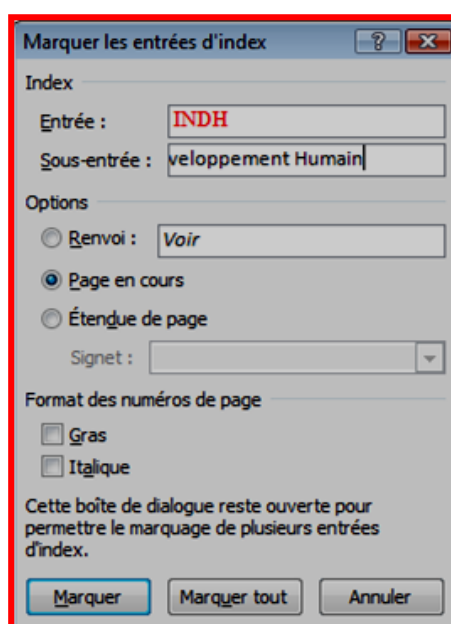 Marquer les entrées d'index
Index
Entrée : INDH
Sous-entrée : veloppement Humain
Options
Renvoi : Voir
Page en cours
Étendue de page
Signet :
Format des numéros de page
Gras
Italique
Cette boîte de dialogue reste ouverte pour
permettre le marquage de plusieurs entrées
d'index.
Marquer Marquer tout Annuler